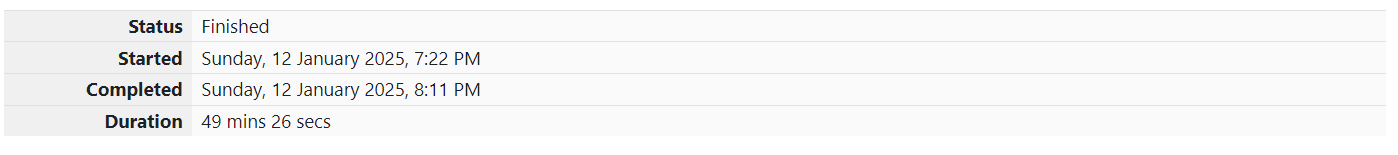 Status Finished
Started Sunday, 12 January 2025, 7:22 PM
Completed Sunday, 12 January 2025, 8:11 PM
Duration 49 mins 26 secs